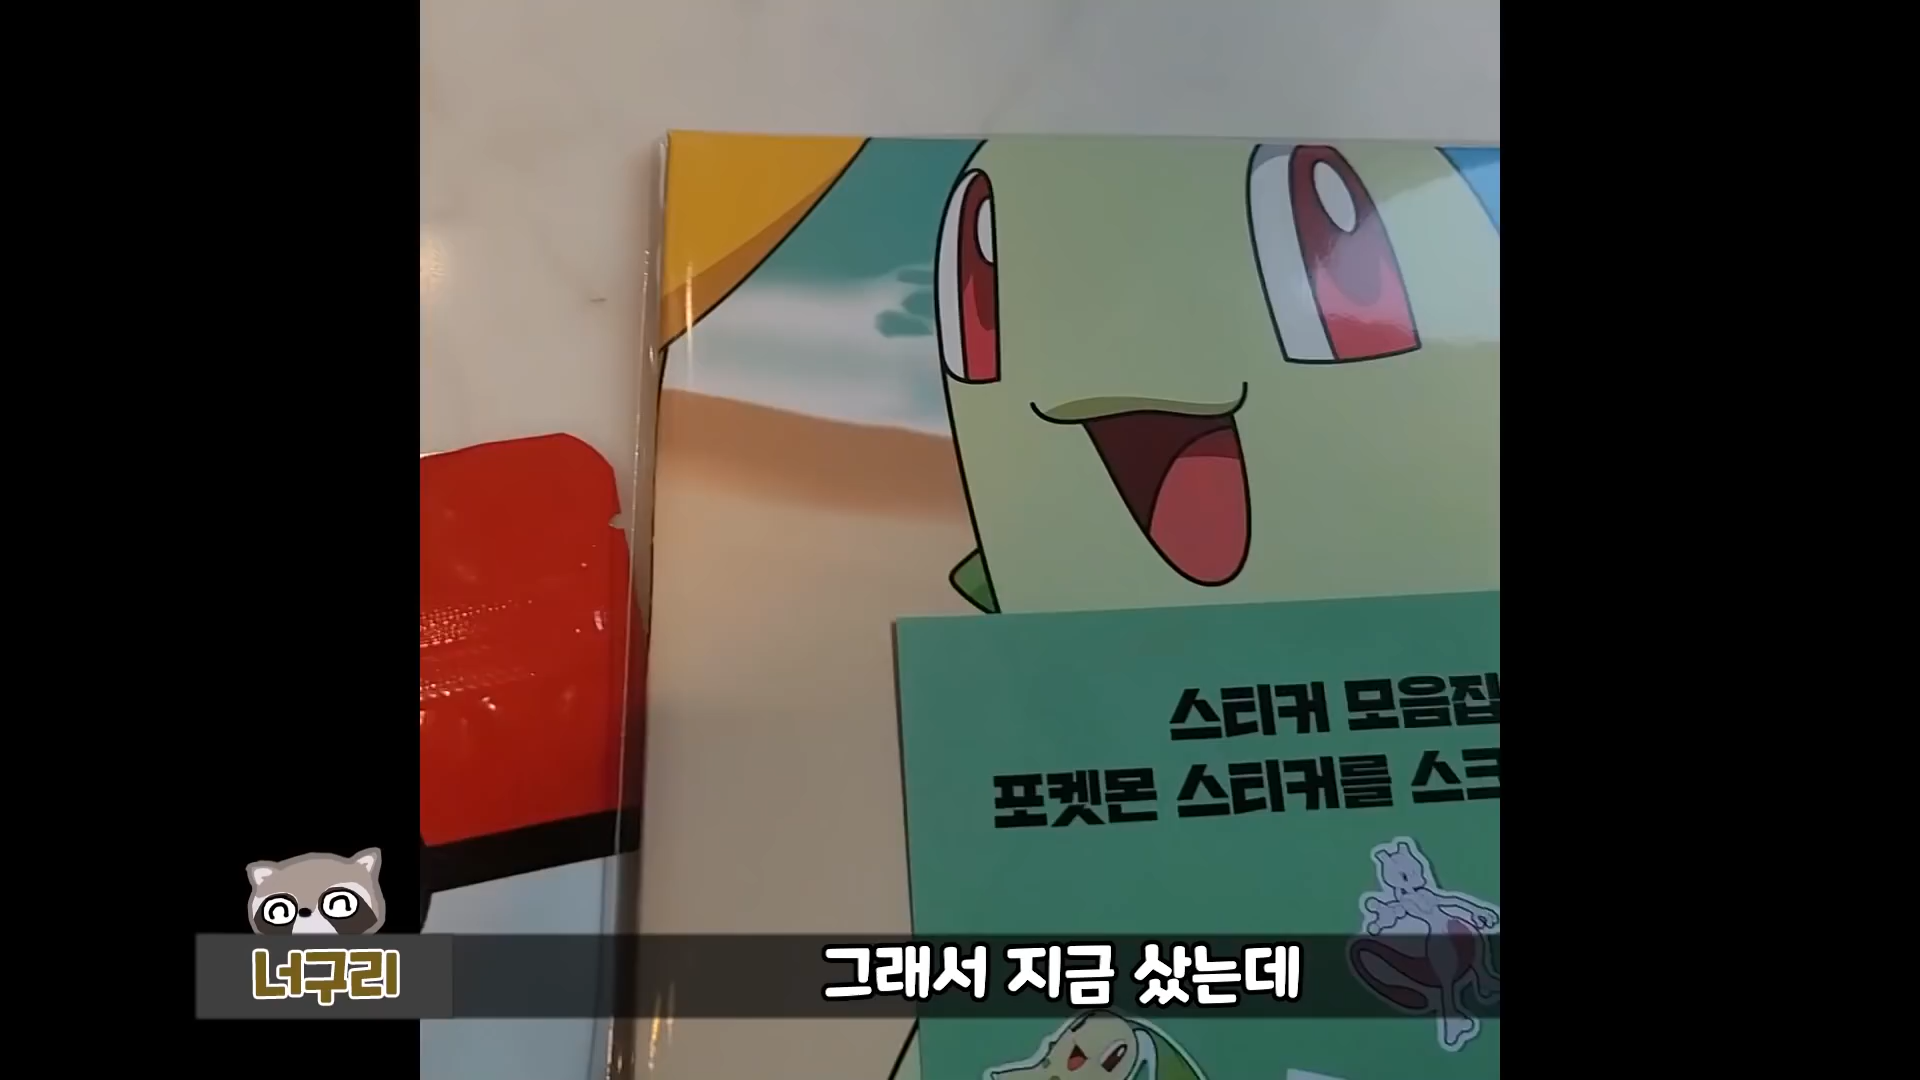 스티커 모음집
포켓몬 스티커를
너구리
그래서 지금 샀는데